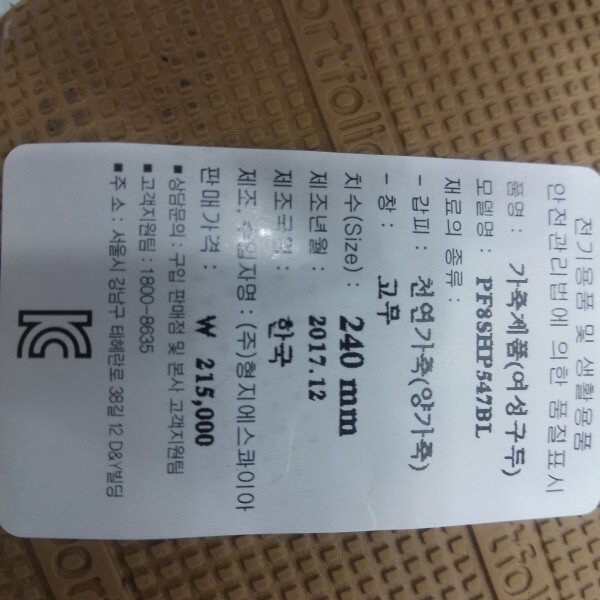 전기용품 및 생활용품
안전관리법에 의한 품질표시
품명 : 가죽제품(여성구두)
모델명 : PF8SHP547BL
재료의 종류 :
- 갑피 : 천연가죽(양가죽)
- 창 : 고무
치수(Size) : 240 mm
제조년월 : 2017.12
제조국명 : 한국
제조, 수입자명 : (주)형지에스콰이아
판매가격 : ₩ 215,000
■ 상담문의 : 구입 판매점 및 본사 고객지원팀
■ 고객지원팀 : 1800-8635
■ 주 소 : 서울시 강남구 테헤란로 38길 12 D&Y빌딩
portfolio